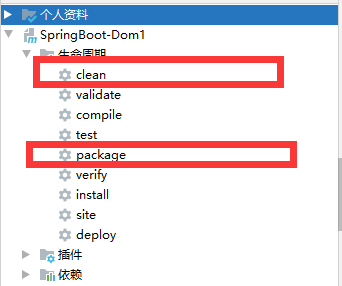 个人资料
SpringBoot-Dom1
生命周期
clean
validate
compile
test
package
verify
install
site
deploy
插件
依赖